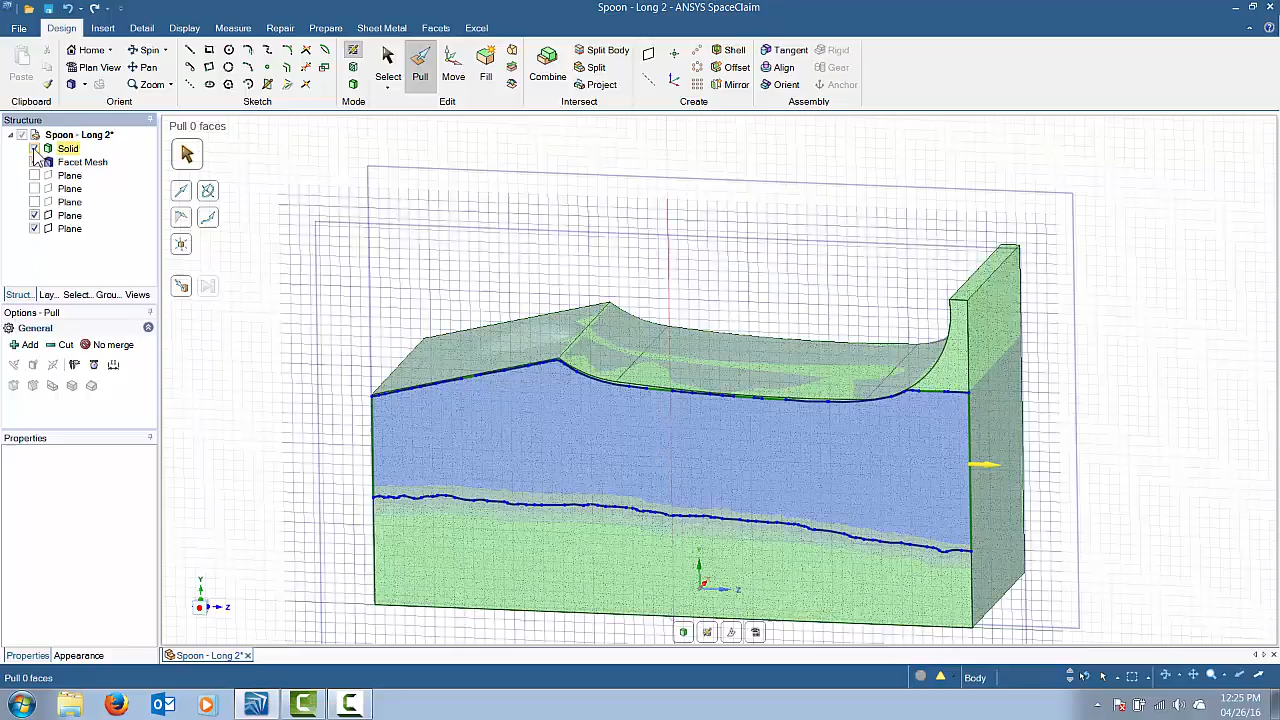 Spoon - Long 2 - ANSYS SpaceClaim
File Design Insert Detail Display Measure Repair Prepare Sheet Metal Facets Excel
Paste
Home
Plan View
Spin
Pan
Zoom
Select Pull Move Fill
Combine
Split Body
Split
Project
Shell
Offset
Mirror
Tangent
Align
Orient
Rigid
Gear
Anchor
Clipboard Orient Sketch Mode Edit Intersect Create Assembly
Structure
Spoon - Long 2*
Solid
Facet Mesh
Plane
Plane
Plane
Plane
Plane
Struct... Lay... Select... Grou... Views
Options - Pull
General
Add Cut No merge
Properties
Properties Appearance
Pull 0 faces
Y
Z
Z
Spoon - Long 2*
Pull 0 faces
Body
12:25 PM
04/26/16